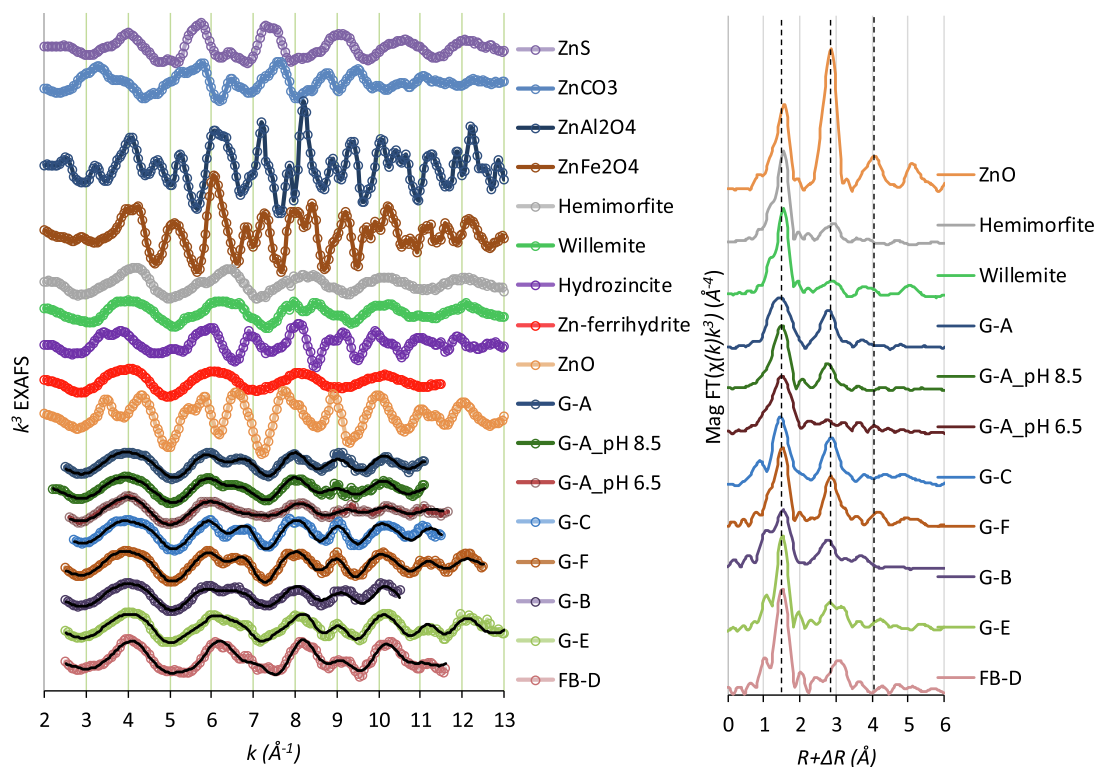 ZnS
ZnCO3
ZnAl2O4
ZnFe2O4
Hemimorfite
Willemite
Hydrozincite
Zn-ferrihydrite
ZnO
G-A
G-A_pH 8.5
G-A_pH 6.5
G-C
G-F
G-B
G-E
FB-D
k³ EXAFS
2 3 4 5 6 7 8 9 10 11 12 13
k (Å⁻¹)
ZnO
Hemimorfite
Willemite
G-A
G-A_pH 8.5
G-A_pH 6.5
G-C
G-F
G-B
G-E
FB-D
Mag FT(χ(k)k³) (Å⁻⁴)
0 1 2 3 4 5 6
R+ΔR (Å)